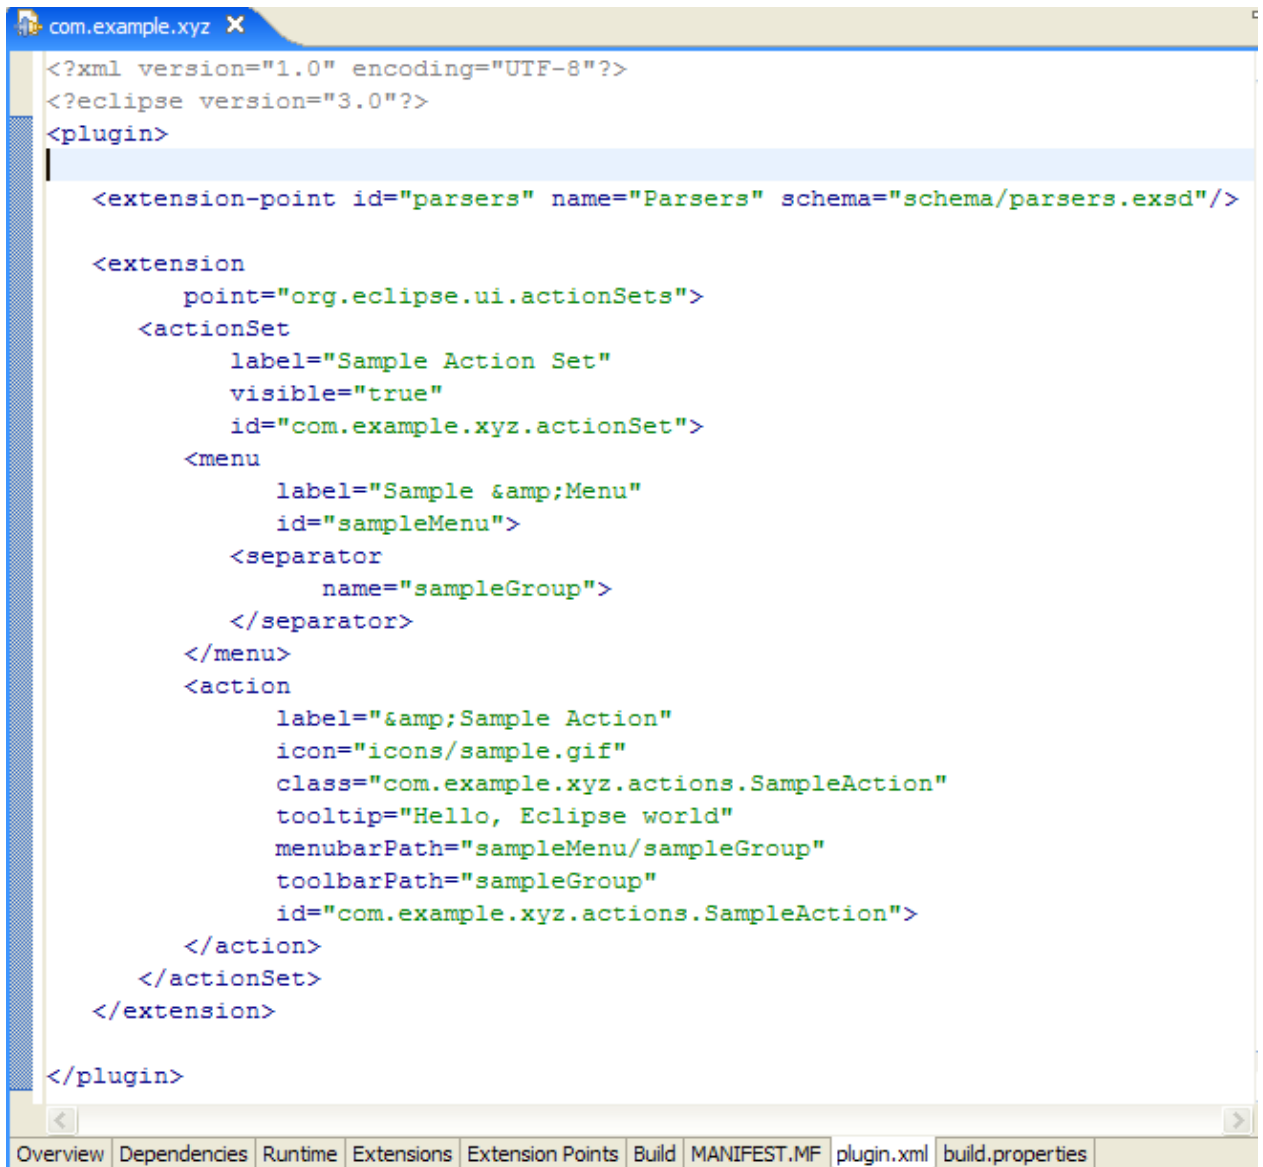 com.example.xyz
<?xml version="1.0" encoding="UTF-8"?>
<?eclipse version="3.0"?>
<plugin>
<extension-point id="parsers" name="Parsers" schema="schema/parsers.exsd"/>
<extension
point="org.eclipse.ui.actionSets">
<actionSet
label="Sample Action Set"
visible="true"
id="com.example.xyz.actionSet">
<menu
label="Sample &amp;Menu"
id="sampleMenu">
<separator
name="sampleGroup">
</separator>
</menu>
<action
label="&amp;Sample Action"
icon="icons/sample.gif"
class="com.example.xyz.actions.SampleAction"
tooltip="Hello, Eclipse world"
menubarPath="sampleMenu/sampleGroup"
toolbarPath="sampleGroup"
id="com.example.xyz.actions.SampleAction">
</action>
</actionSet>
</extension>
</plugin>
Overview Dependencies Runtime Extensions Extension Points Build MANIFEST.MF plugin.xml build.properties